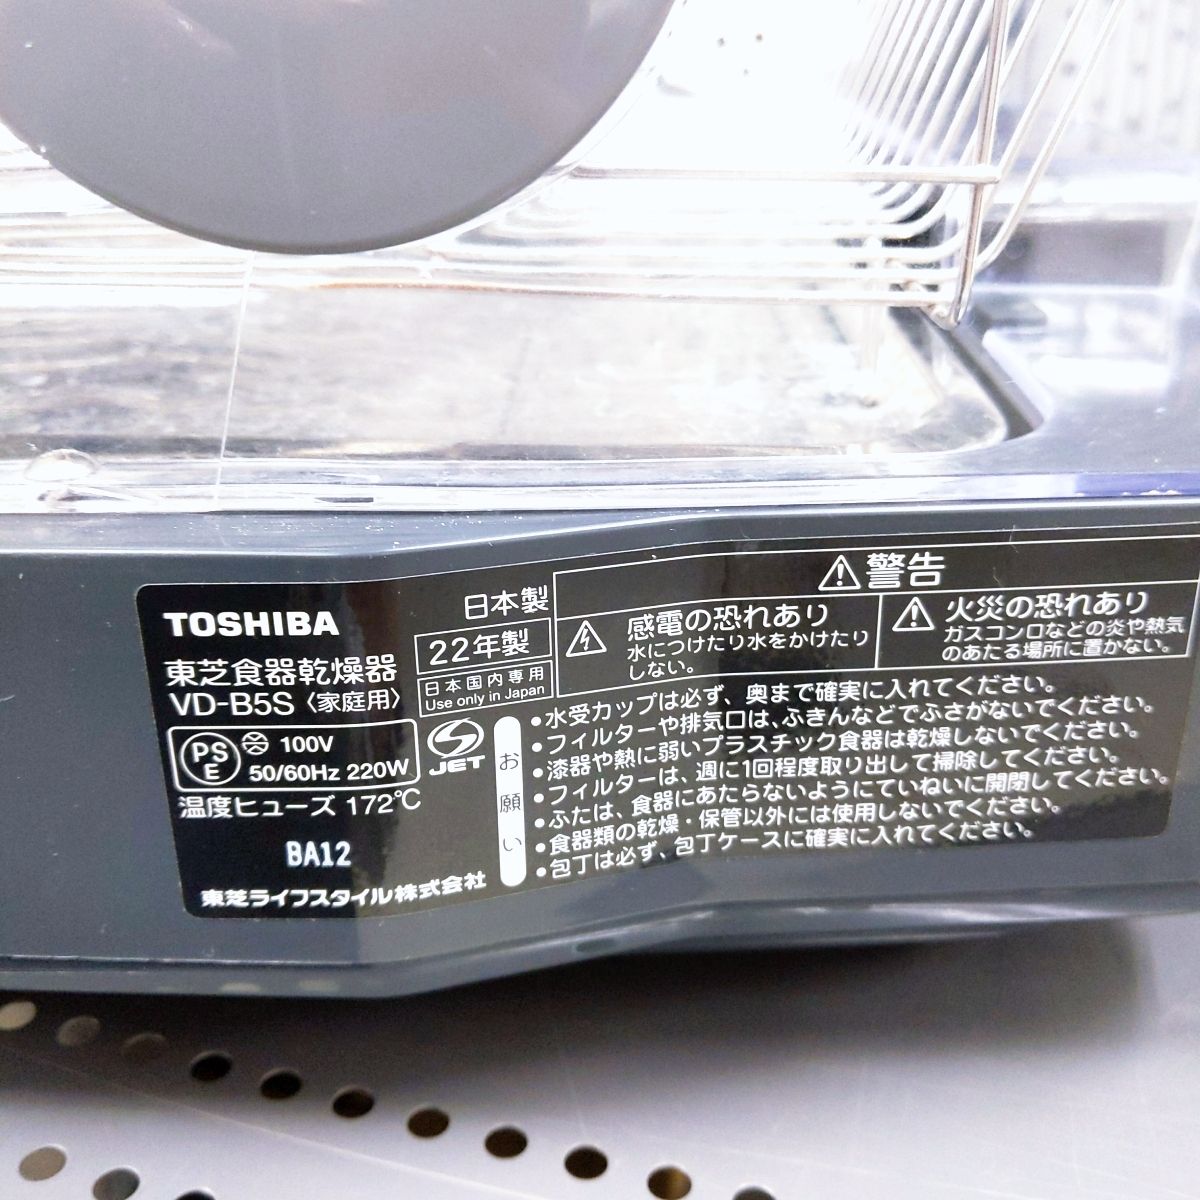 TOSHIBA
東芝食器乾燥器
VD-B5S〈家庭用〉
PS
E
100V
50/60Hz 220W
温度ヒューズ 172℃
BA12
東芝ライフスタイル株式会社
日本製
22年製
日本国内専用
Use only in Japan
JET
警告
感電の恐れあり
水につけたり水をかけたり
しない。
火災の恐れあり
ガスコンロなどの炎や熱気
のあたる場所に置かない。
お願い
•水受カップは必ず、奥まで確実に入れてください。
•フィルターや排気口は、ふきんなどでふさがないでください。
•漆器や熱に弱いプラスチック食器は乾燥しないでください。
•フィルターは、週に1回程度取り出して掃除してください。
•ふたは、食器にあたらないようにていねいに開閉してください。
•食器類の乾燥・保管以外には使用しないでください。
•包丁は必ず、包丁ケースに確実に入れてください。